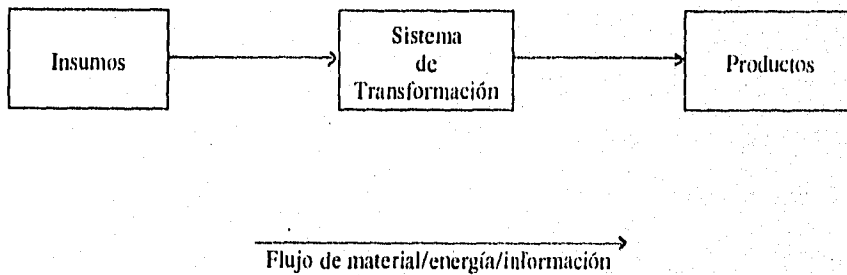 Insumos
Sistema
de
Transformación
Productos
Flujo de material/energía/información